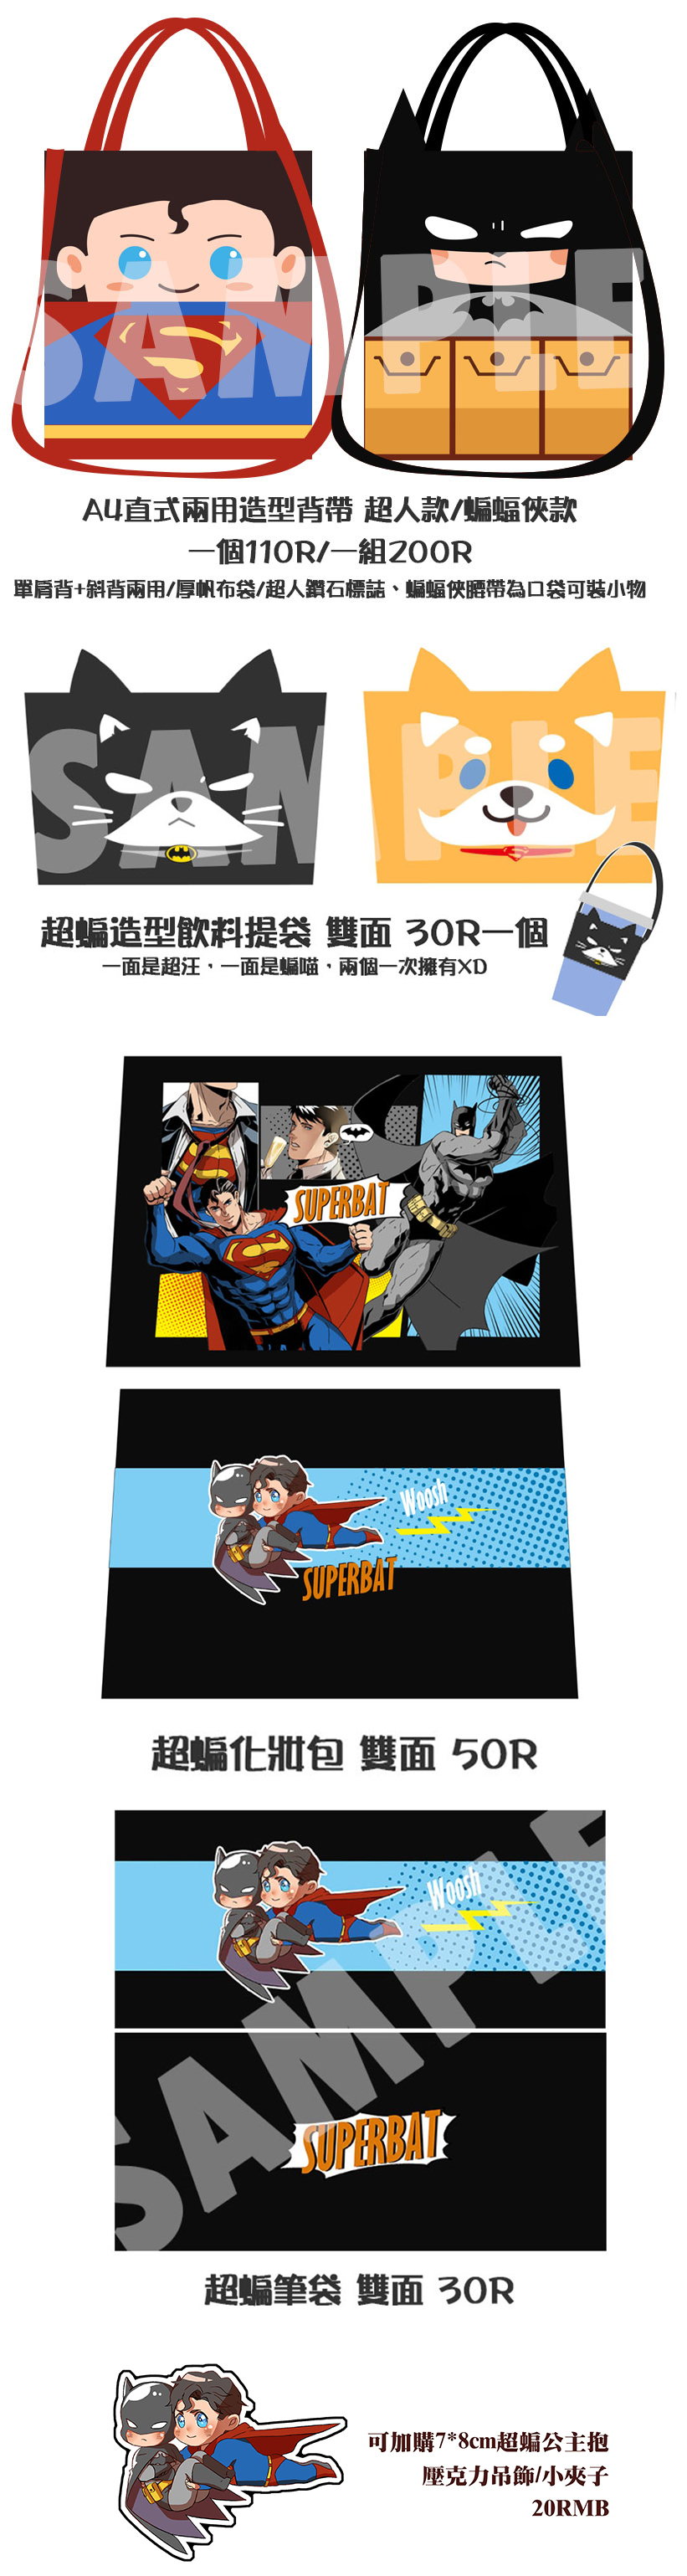 SAMPLE
A4直式兩用造型背帶 超人款/蝙蝠俠款
一個110R/一組200R
單肩背+斜背兩用/厚帆布袋/超人鑽石標誌、蝙蝠俠腰帶為口袋可裝小物
SAMPLE
超蝙造型飲料提袋 雙面 30R一個
一面是超汪，一面是蝙喵，兩個一次擁有XD
SUPERBAT
Woosh
SUPERBAT
超蝙化妝包 雙面 50R
Woosh
SAMPLE
SUPERBAT
超蝙筆袋 雙面 30R
可加購7*8cm超蝙公主抱
壓克力吊飾/小夾子
20RMB